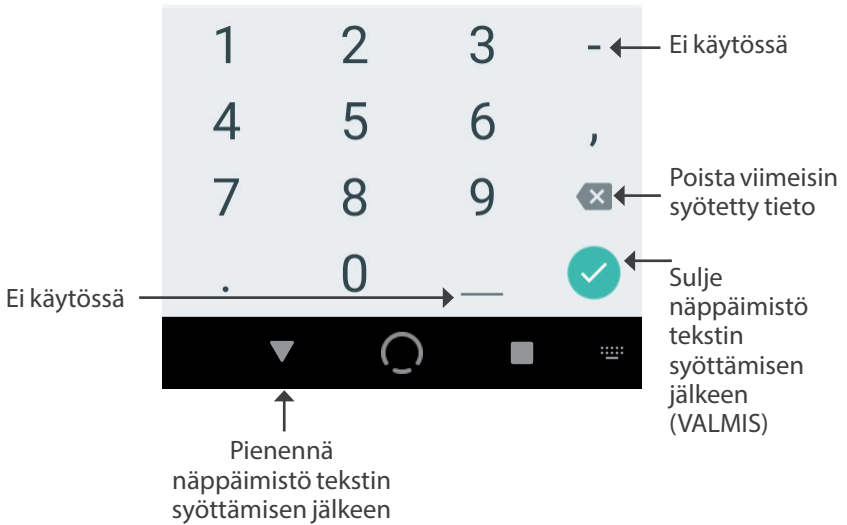 1 2 3 -
Ei käytössä
4 5 6 ,
7 8 9
Poista viimeisin
syötetty tieto
. 0
Ei käytössä
Sulje
näppäimistö
tekstin
syöttämisen
jälkeen
(VALMIS)
Pienennä
näppäimistö tekstin
syöttämisen jälkeen